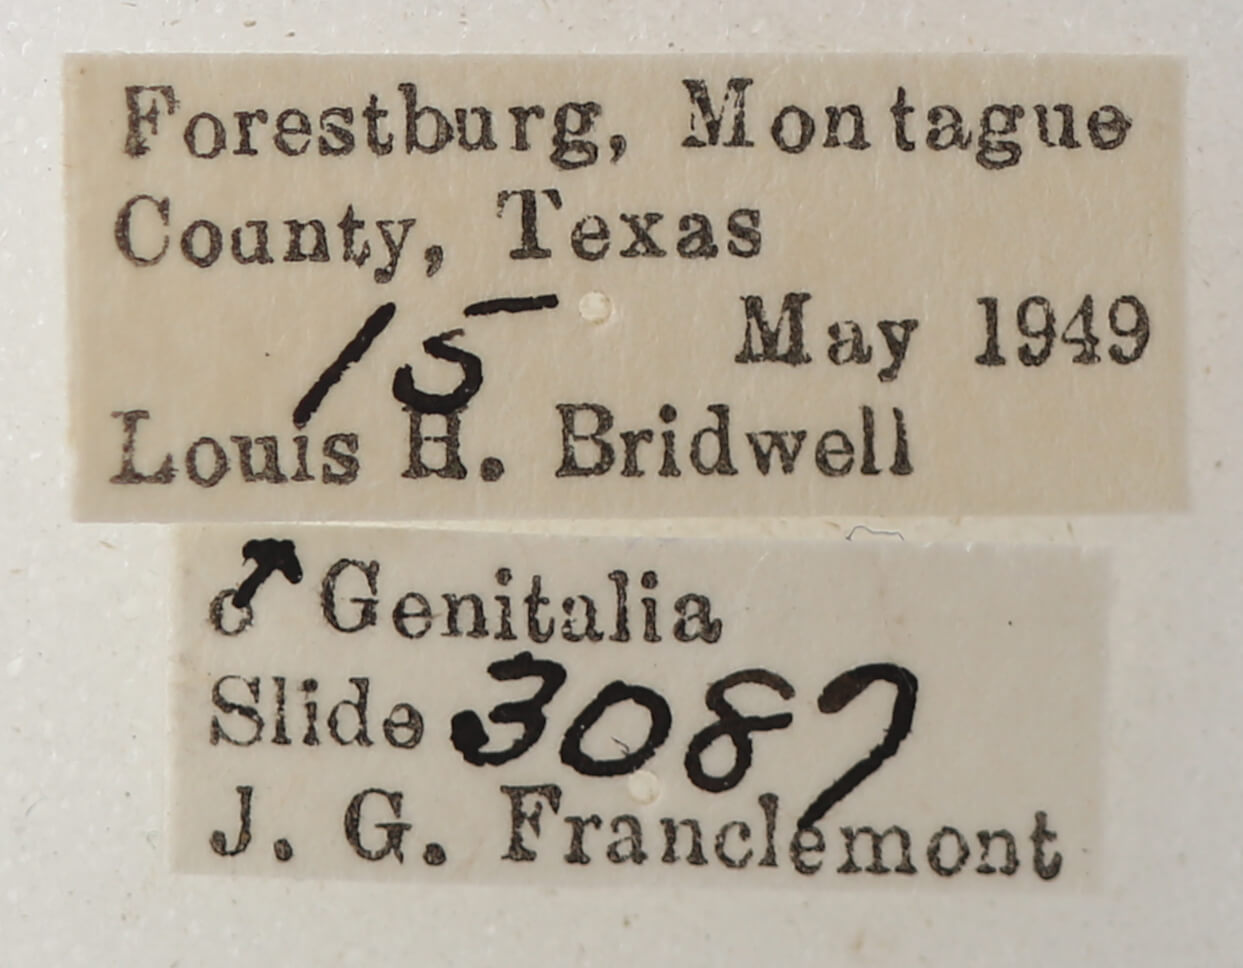 Forestburg, Montague
County, Texas
15 May 1949
Louis H. Bridwell
♂ Genitalia
Slide 3087
J. G. Franclemont